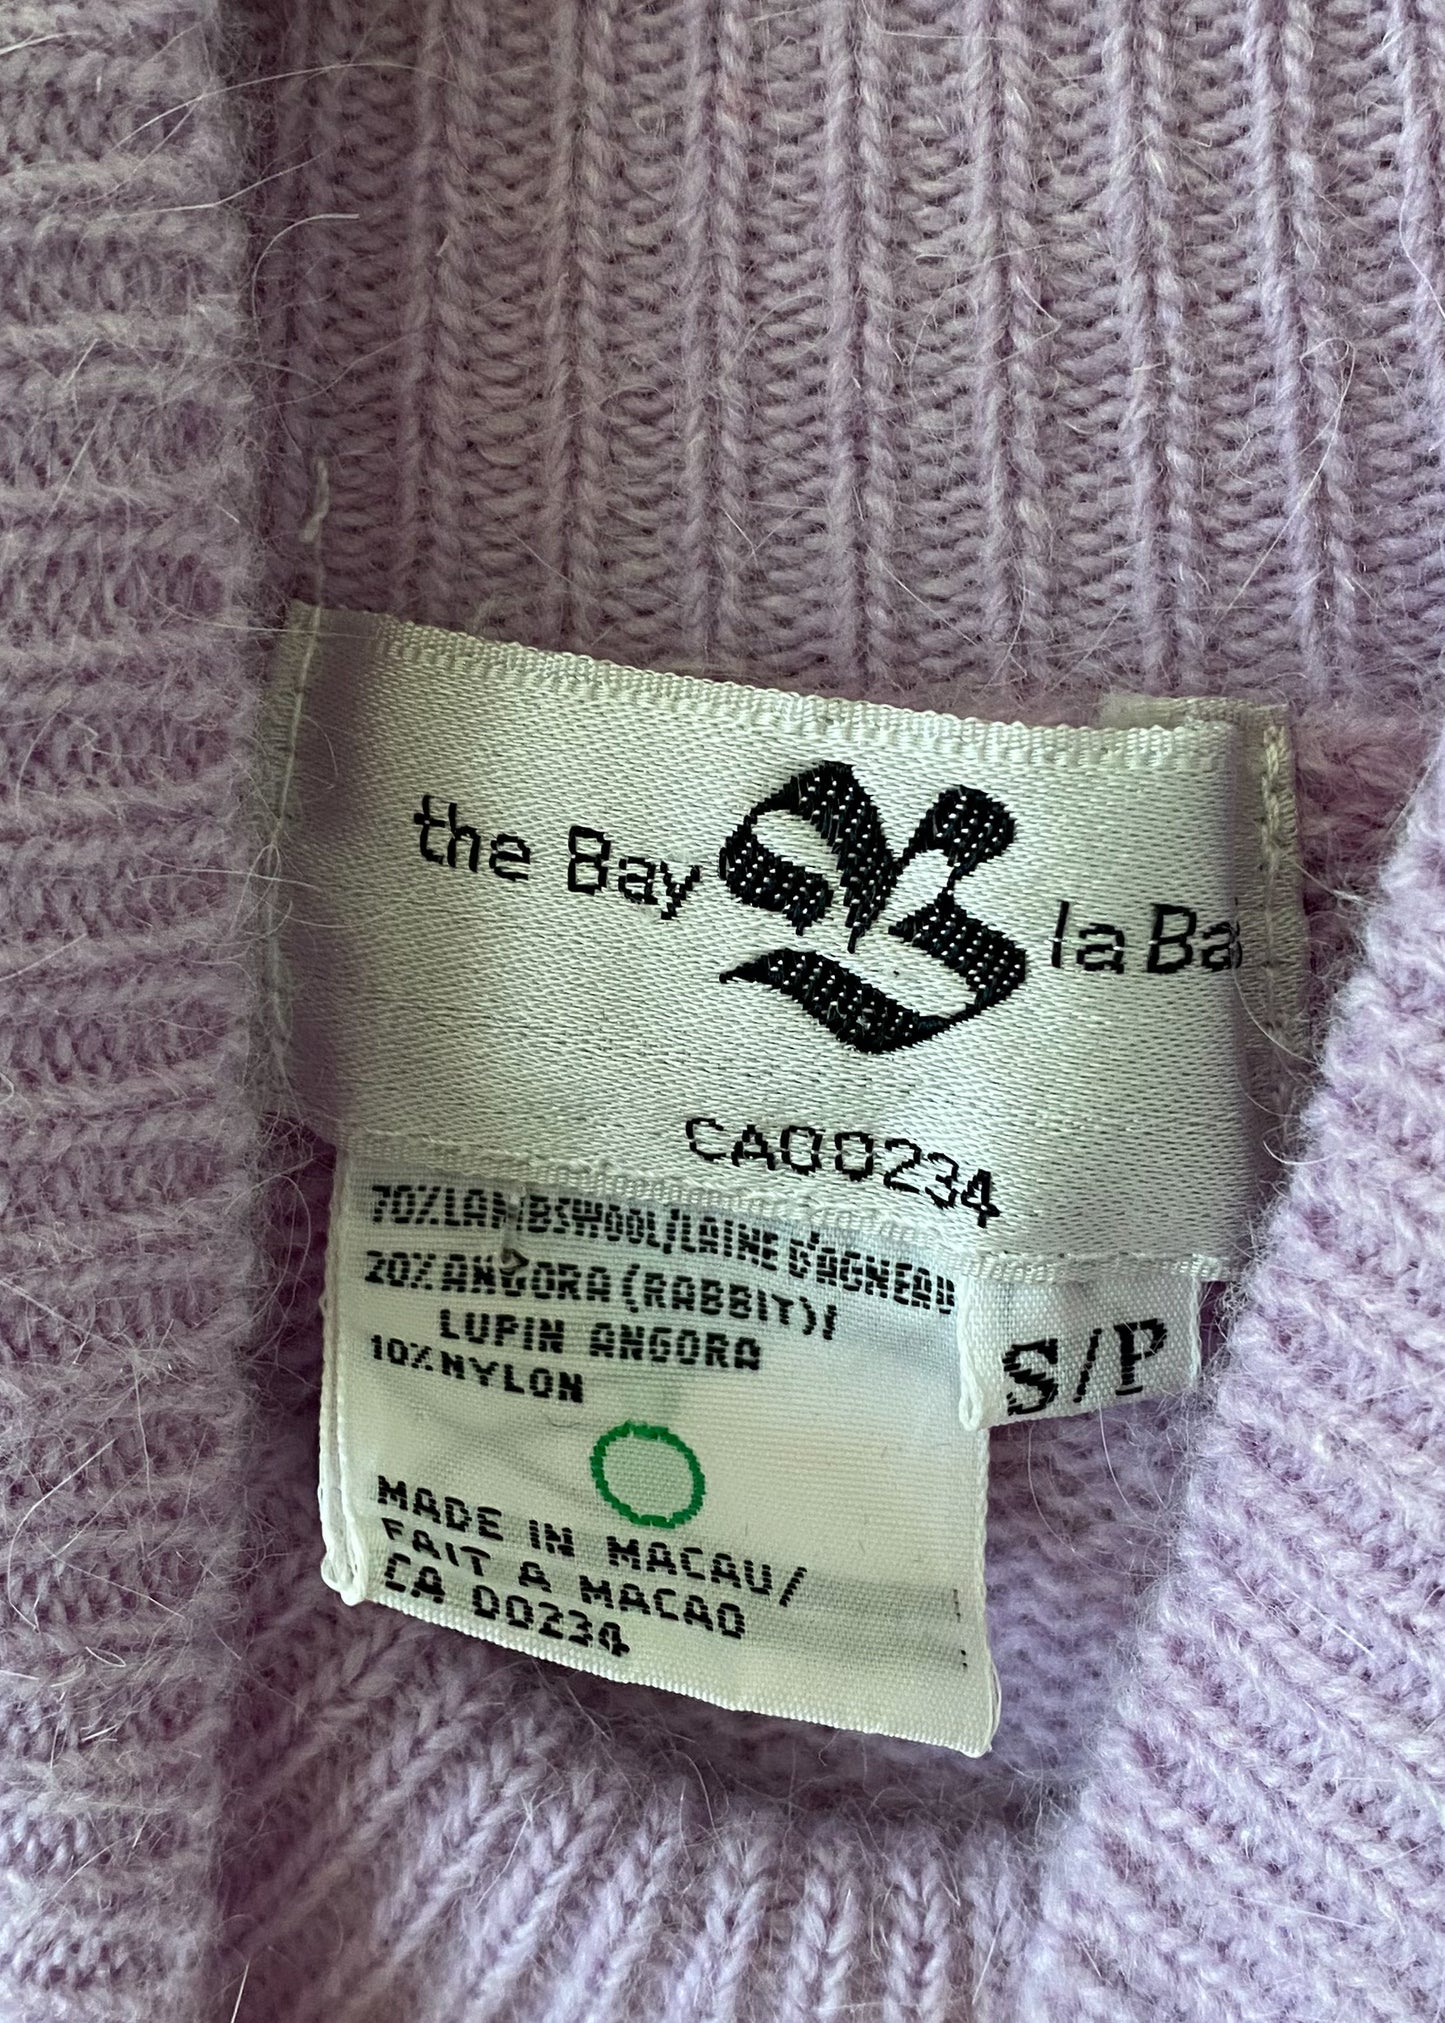 the Bay la Ba
CA00234
70%LAMBSWOOL/LAINE D'AGNEAU
20%ANGORA(RABBIT)/
LUPIN ANGORA
10%NYLON
S/P
MADE IN MACAU/
FAIT A MACAO
CA 00234